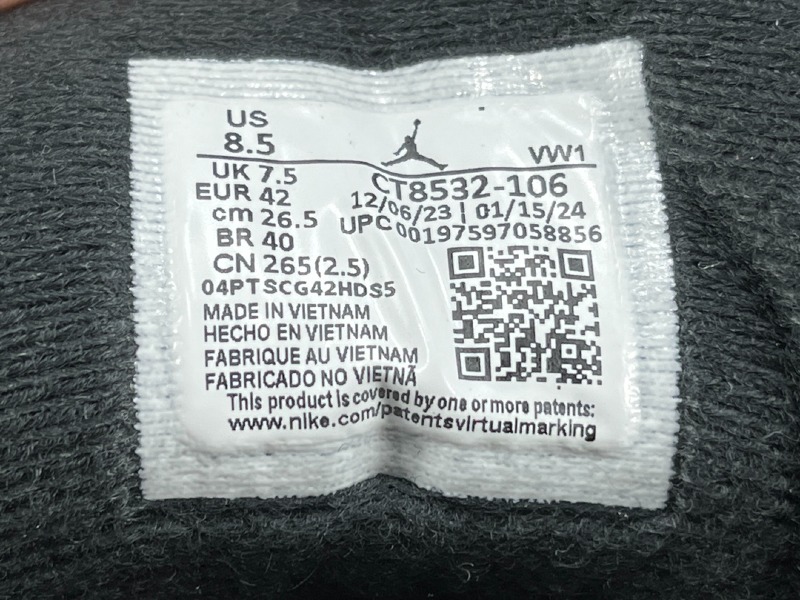 US
8.5
VW1
UK 7.5
CT8532-106
EUR 42
12/06/23 | 01/15/24
cm 26.5
UPC 00197597058856
BR 40
CN 265(2.5)
04PTSCG42HDS5
MADE IN VIETNAM
HECHO EN VIETNAM
FABRIQUE AU VIETNAM
FABRICADO NO VIETNÃ
This product is covered by one or more patents:
www.nike.com/patentsvirtualmarking